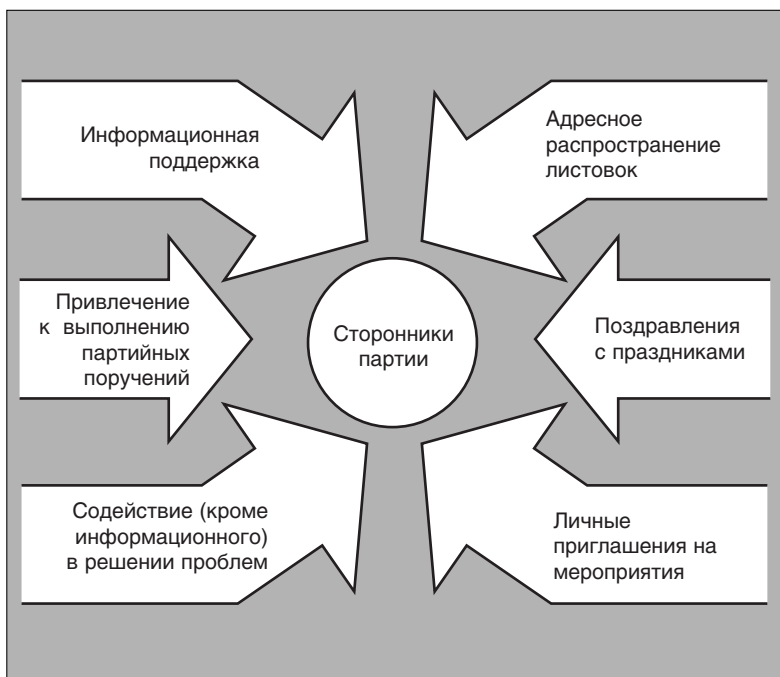 Информационная
поддержка
Адресное
распространение
листовок
Привлечение
к выполнению
партийных
поручений
Сторонники
партии
Поздравления
с праздниками
Содействие (кроме
информационного)
в решении проблем
Личные
приглашения на
мероприятия